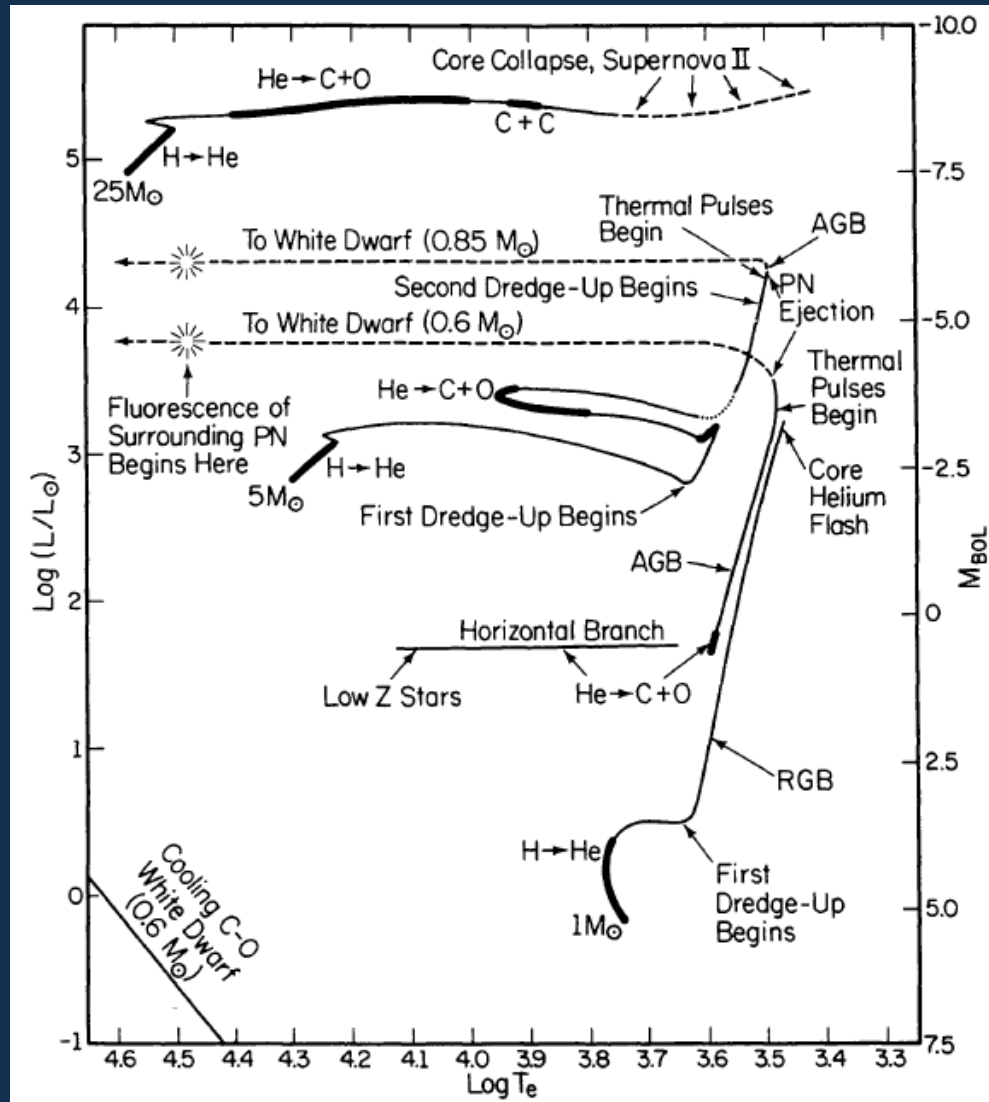 Core Collapse, Supernova II
He→C+O
C + C
H→He
25M☉
To White Dwarf (0.85 M☉)
Thermal Pulses
Begin
AGB
Second Dredge-Up Begins
PN
Ejection
To White Dwarf (0.6 M☉)
Thermal
Pulses
Begin
He→C+O
Fluorescence of
Surrounding PN
Begins Here
H→He
5M☉
Core
Helium
Flash
First Dredge-Up Begins
AGB
Horizontal Branch
Low Z Stars
He→C+O
RGB
H→He
First
Dredge-Up
Begins
1M☉
Cooling C-O
White Dwarf
(0.6 M☉)
Log (L/L☉)
5
4
3
2
1
0
-1
M_BOL
-10.0
-7.5
-5.0
-2.5
0
2.5
5.0
7.5
4.6 4.5 4.4 4.3 4.2 4.1 4.0 3.9 3.8 3.7 3.6 3.5 3.4 3.3
Log Te